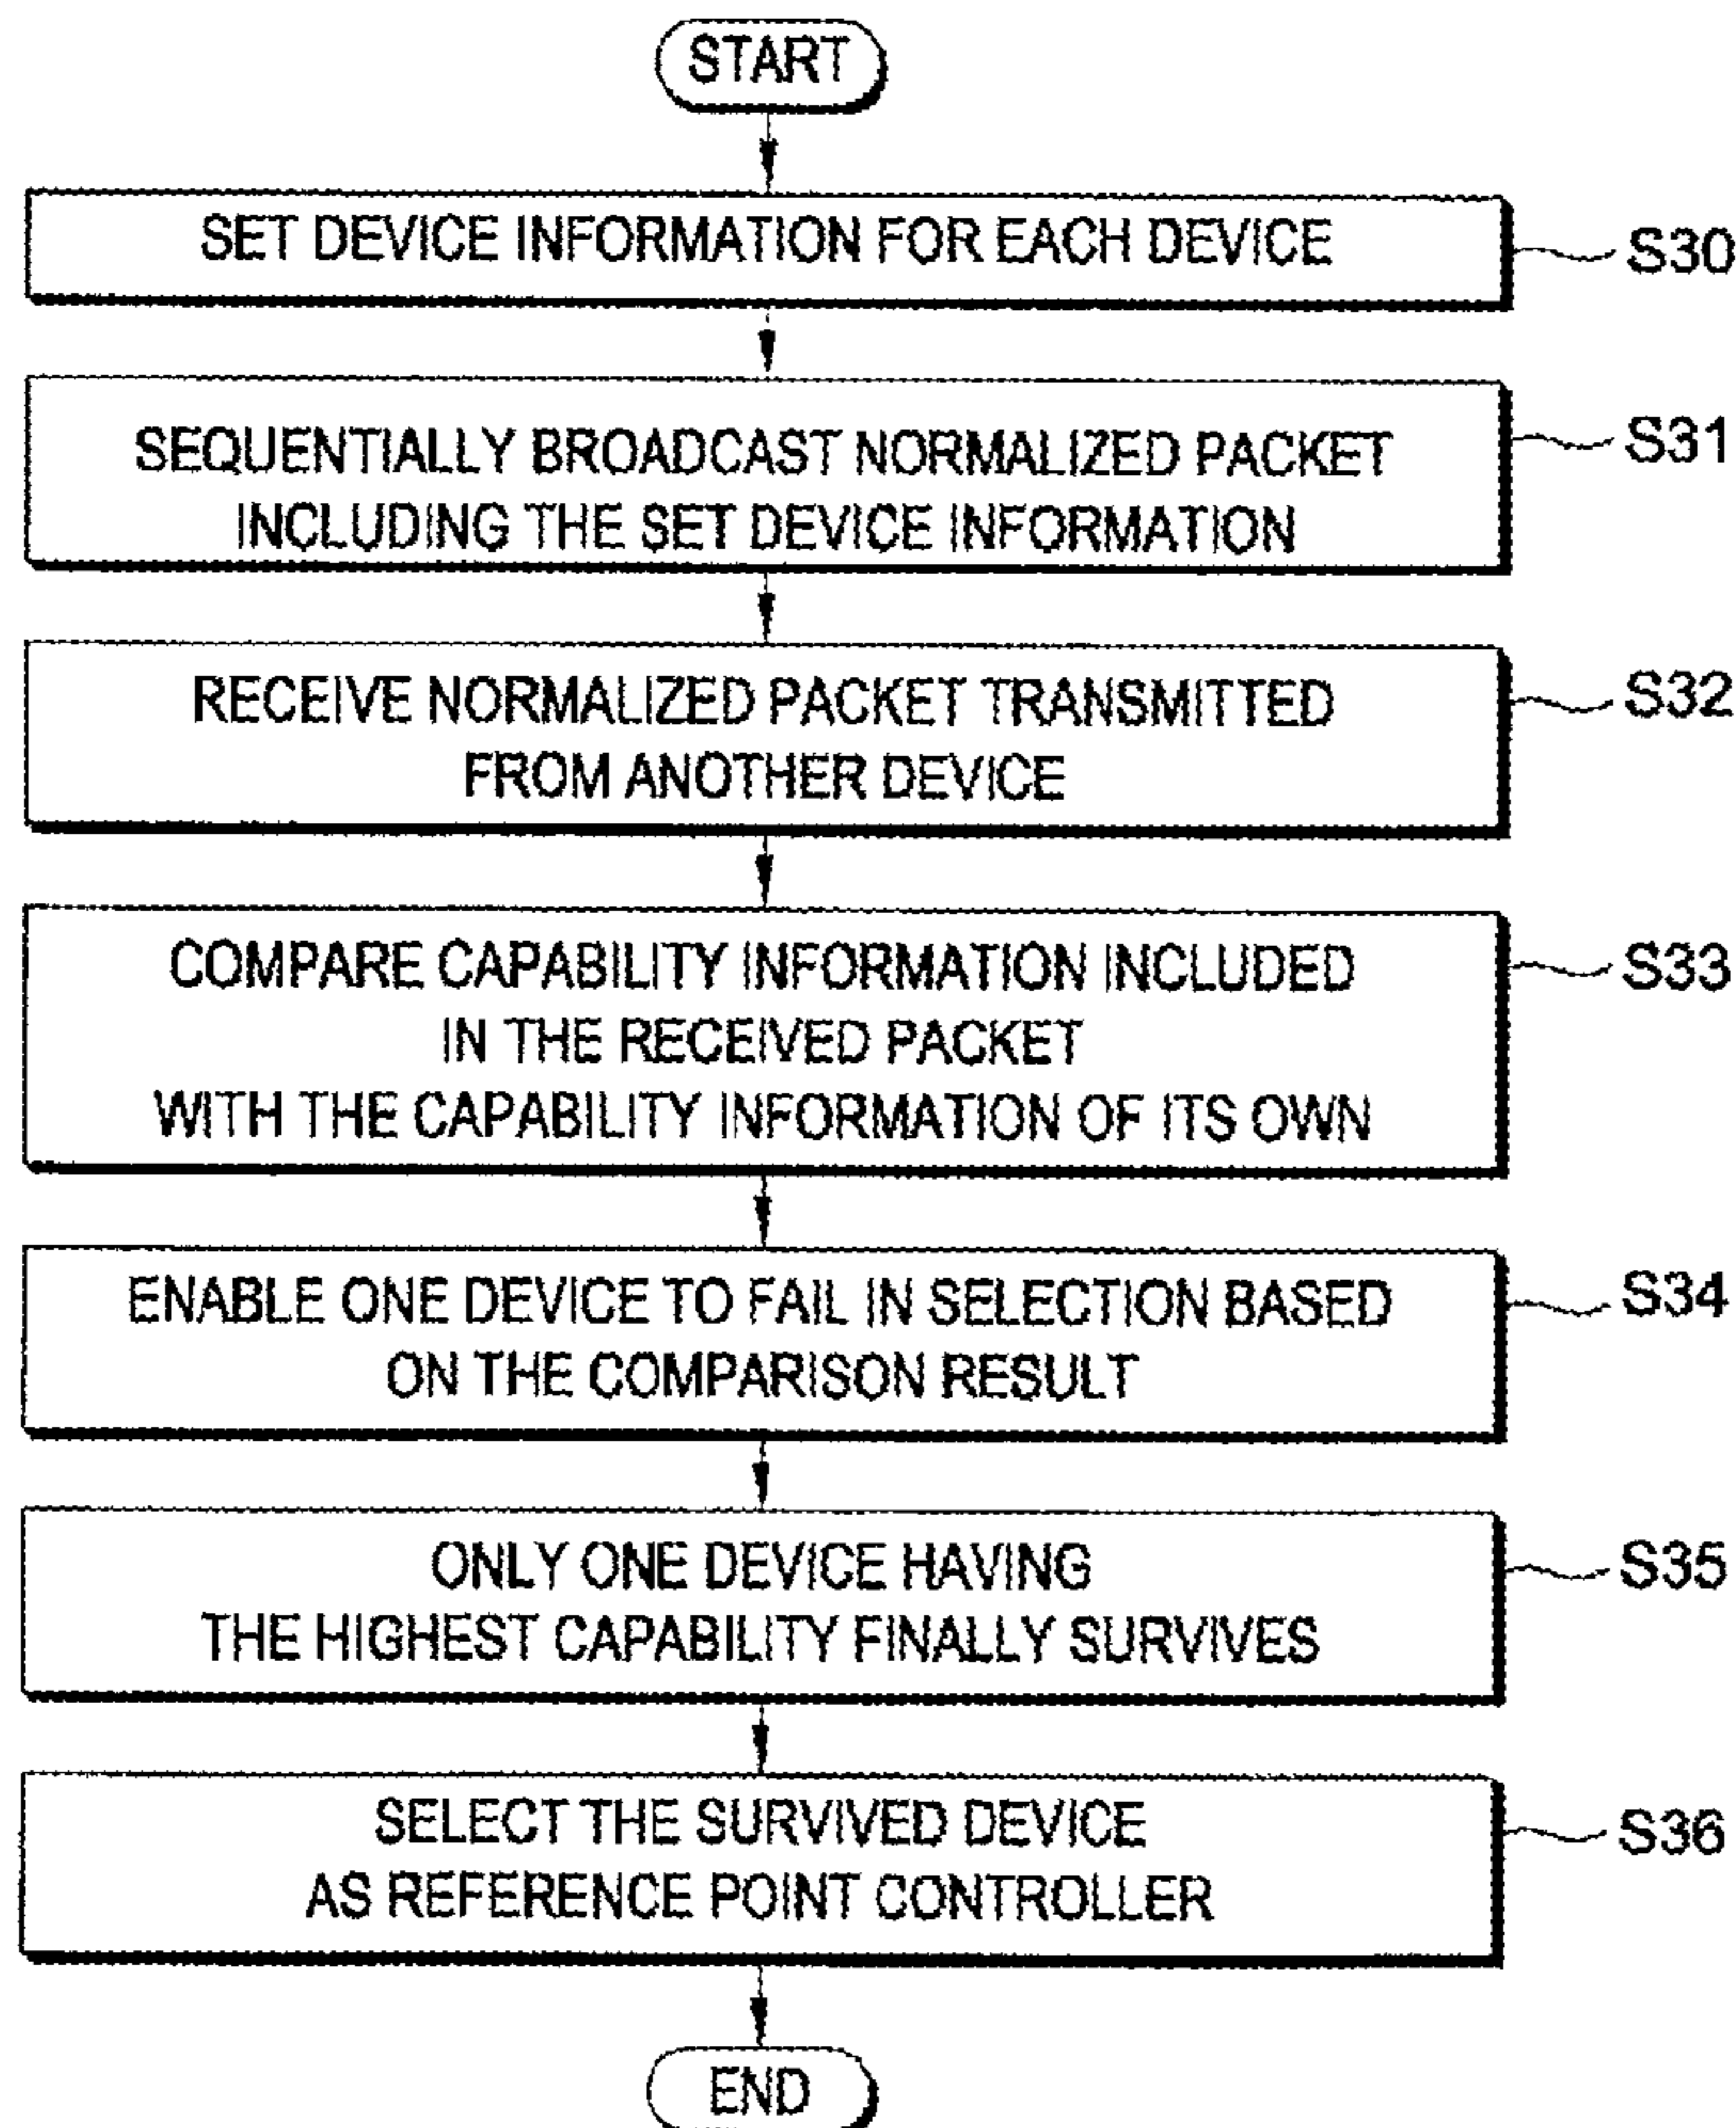 START
SET DEVICE INFORMATION FOR EACH DEVICE
S30
SEQUENTIALLY BROADCAST NORMALIZED PACKET
INCLUDING THE SET DEVICE INFORMATION
S31
RECEIVE NORMALIZED PACKET TRANSMITTED
FROM ANOTHER DEVICE
S32
COMPARE CAPABILITY INFORMATION INCLUDED
IN THE RECEIVED PACKET
WITH THE CAPABILITY INFORMATION OF ITS OWN
S33
ENABLE ONE DEVICE TO FAIL IN SELECTION BASED
ON THE COMPARISON RESULT
S34
ONLY ONE DEVICE HAVING
THE HIGHEST CAPABILITY FINALLY SURVIVES
S35
SELECT THE SURVIVED DEVICE
AS REFERENCE POINT CONTROLLER
S36
END